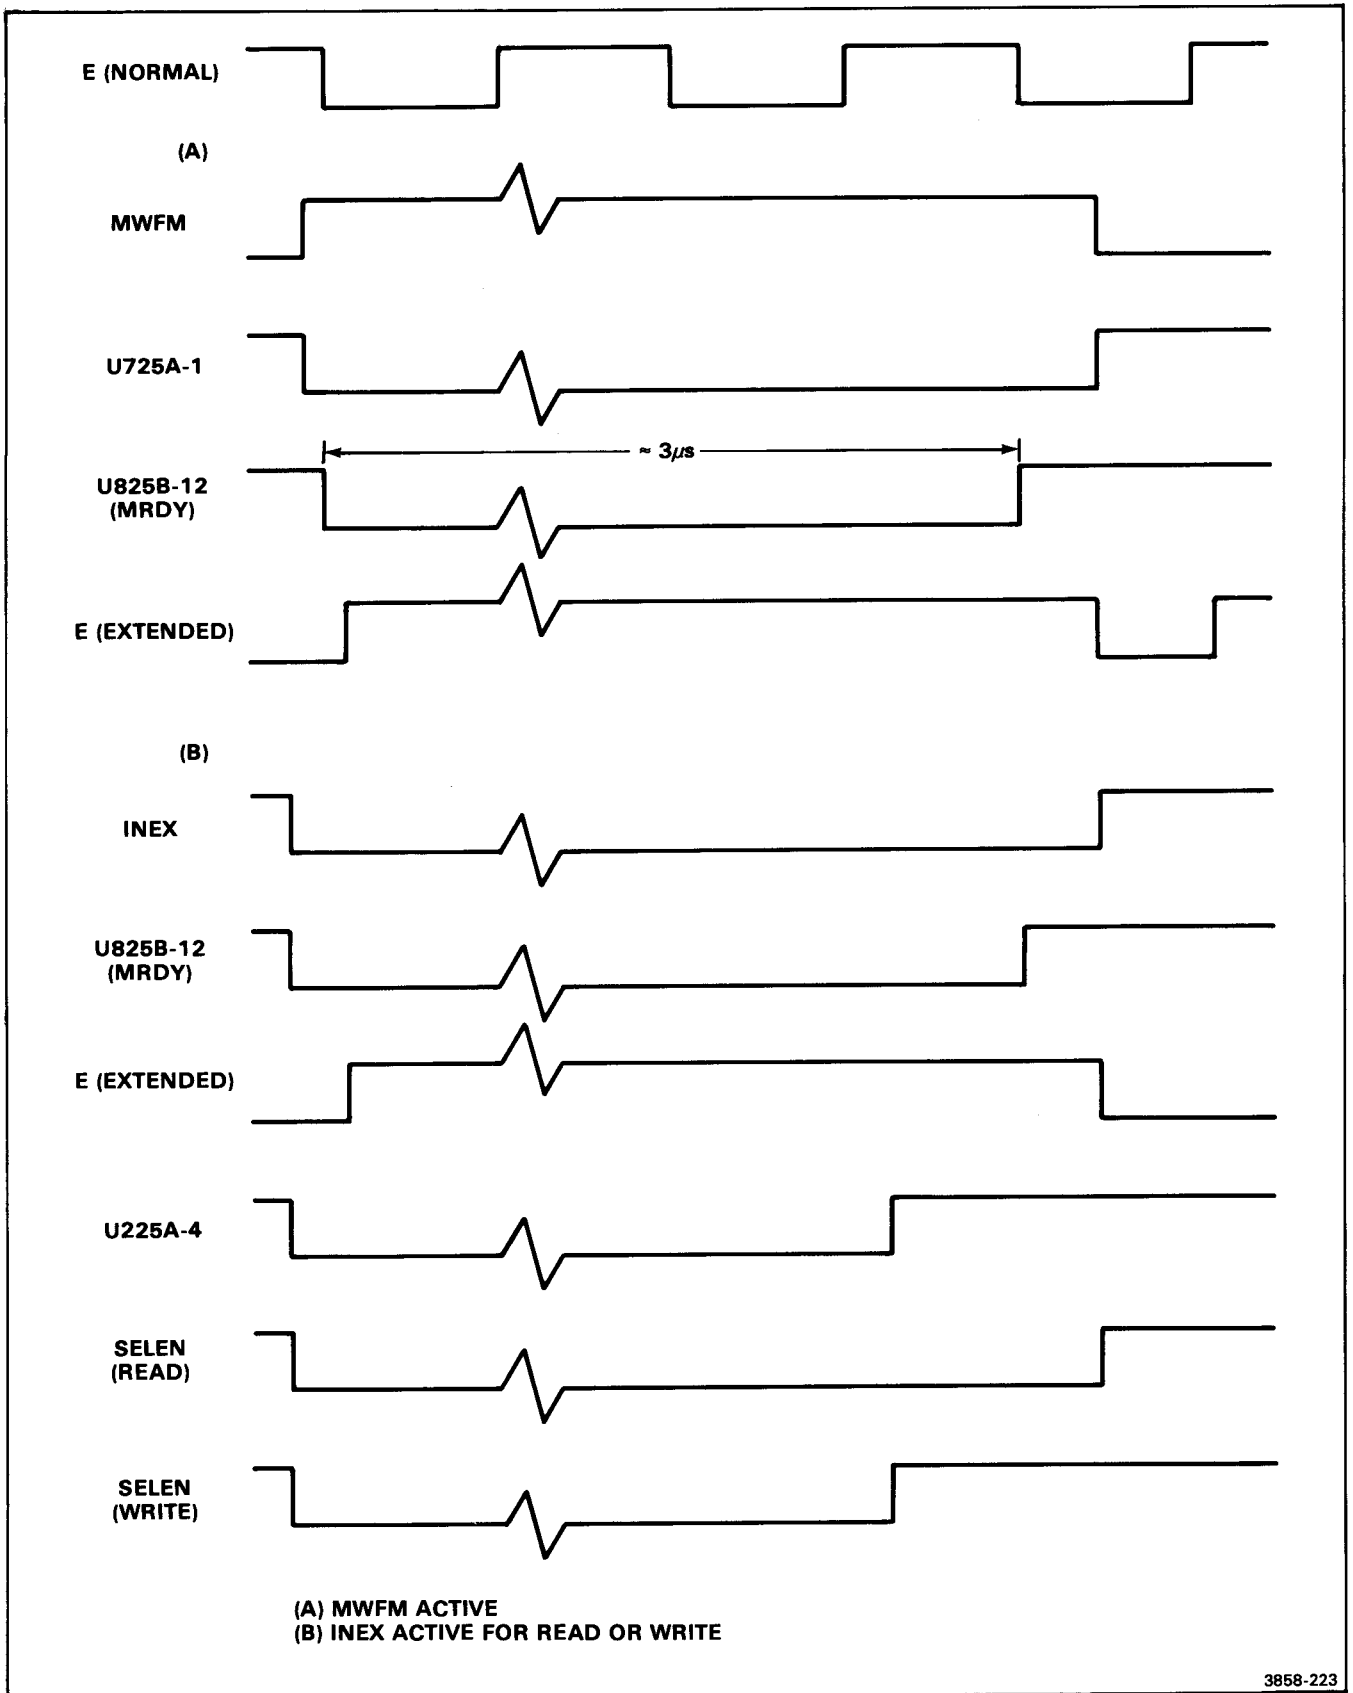 E (NORMAL)
(A)
MWFM
U725A-1
≈ 3μs
U825B-12
(MRDY)
E (EXTENDED)
(B)
INEX
U825B-12
(MRDY)
E (EXTENDED)
U225A-4
SELEN
(READ)
SELEN
(WRITE)
(A) MWFM ACTIVE
(B) INEX ACTIVE FOR READ OR WRITE
3858-223